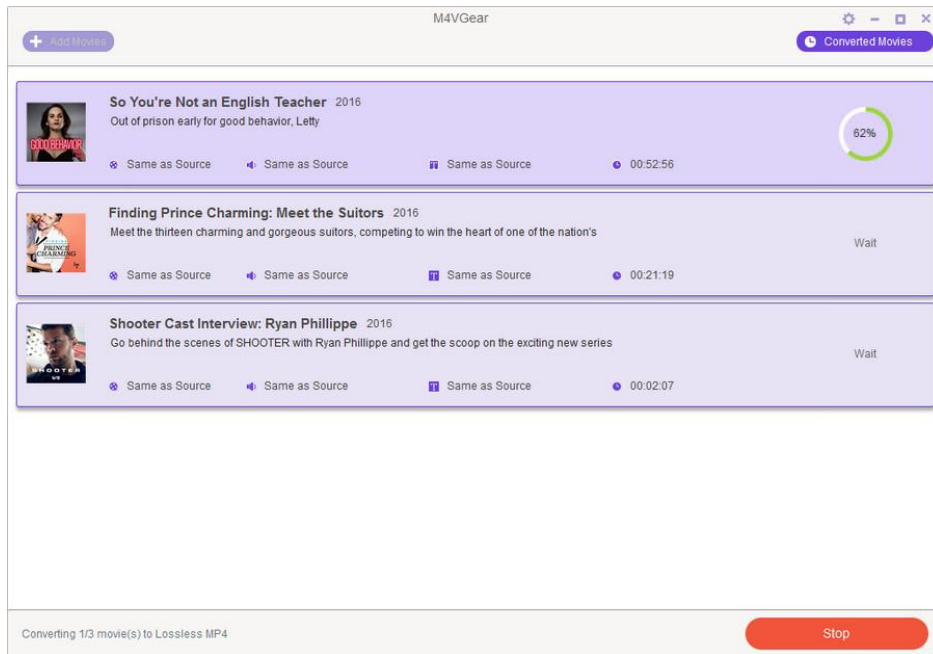 M4VGear
Add Movies
Converted Movies
So You're Not an English Teacher 2016
Out of prison early for good behavior, Letty
GOOD BEHAVIOR
Same as Source Same as Source Same as Source 00:52:56
62%
Finding Prince Charming: Meet the Suitors 2016
Meet the thirteen charming and gorgeous suitors, competing to win the heart of one of the nation's
FINDING
PRINCE
CHARMING
Same as Source Same as Source Same as Source 00:21:19
Wait
Shooter Cast Interview: Ryan Phillippe 2016
Go behind the scenes of SHOOTER with Ryan Phillippe and get the scoop on the exciting new series
SHOOTER
Same as Source Same as Source Same as Source 00:02:07
Wait
Converting 1/3 movie(s) to Lossless MP4
Stop